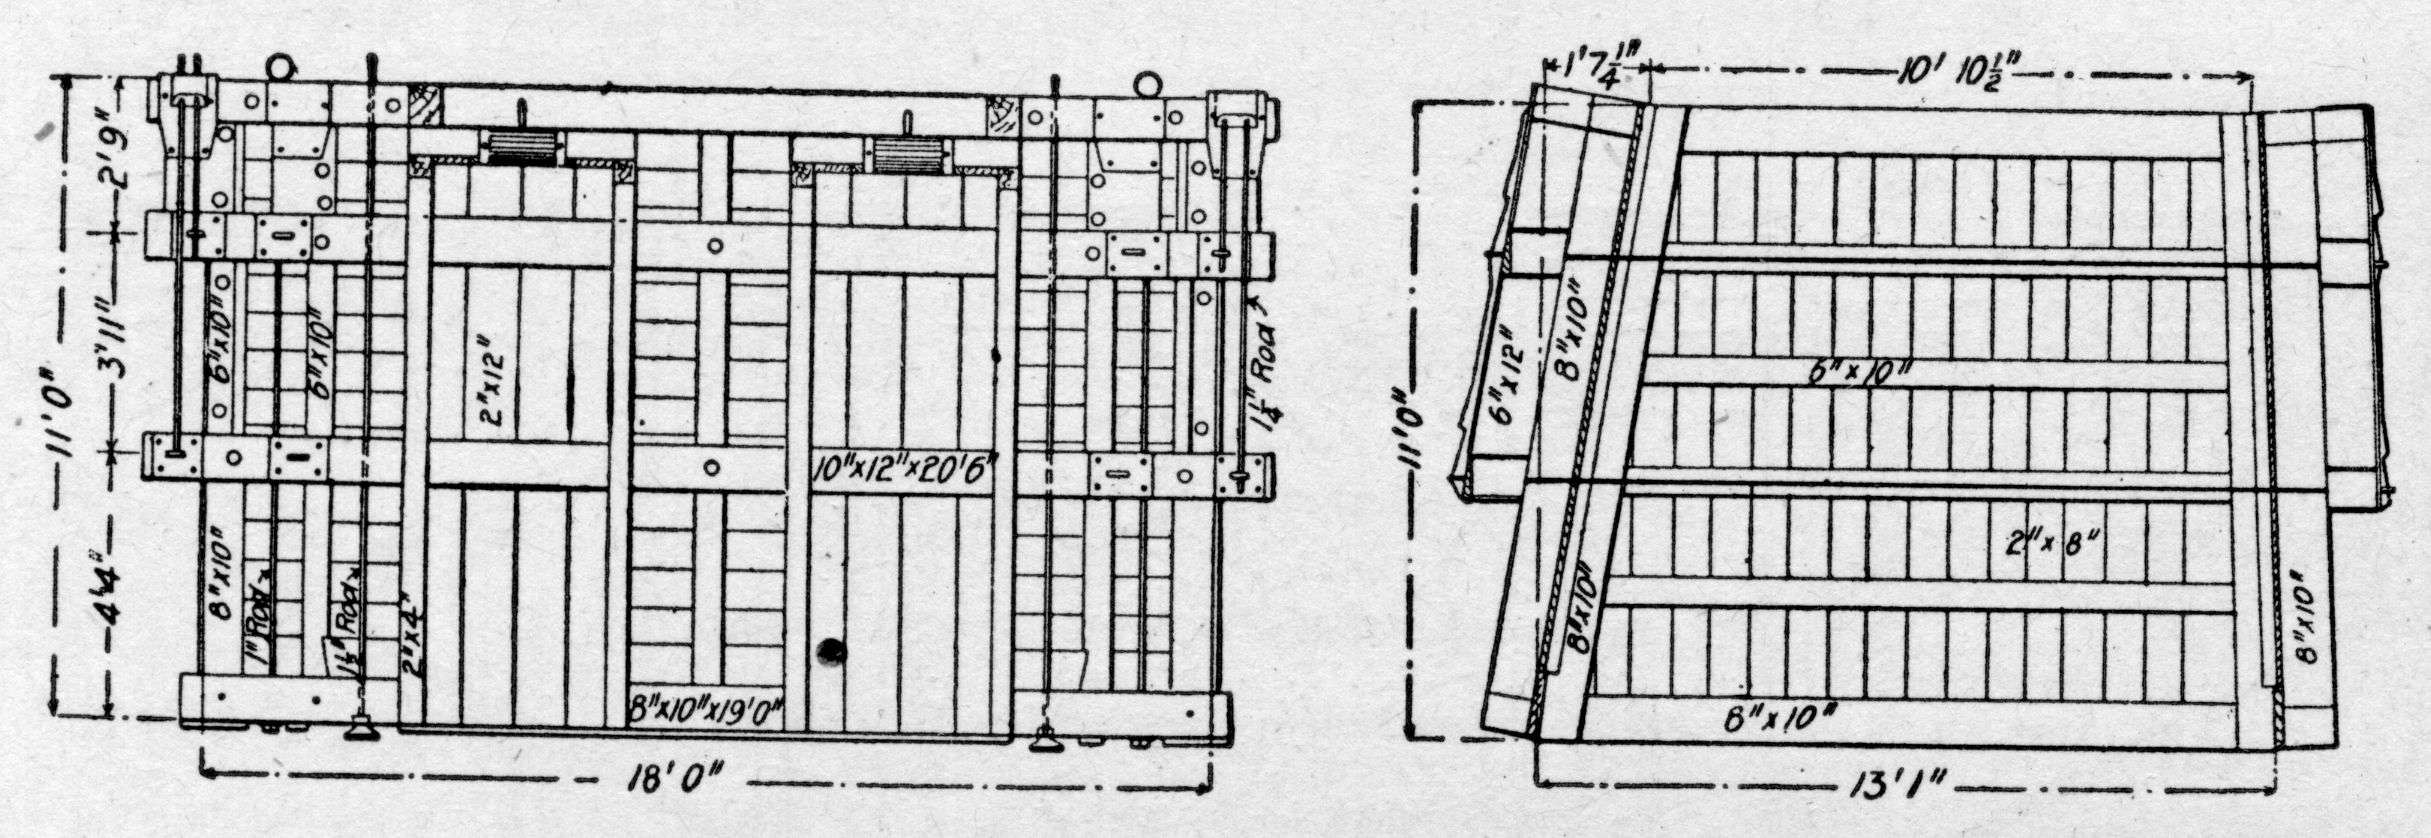 2'9"
3'11"
11'0"
4'4"
6"x10"
6"x10"
2"x12"
10"x12"x20'6"
8"x10"
1" Rod
1½" Rod
2"x4"
8"x10"x19'0"
1¼" Rod
18'0"
1'7¼"
10' 10½"
11'0"
6"x12"
8"x10"
6"x10"
2"x8"
8"x10"
8"x10"
6"x10"
13'1"